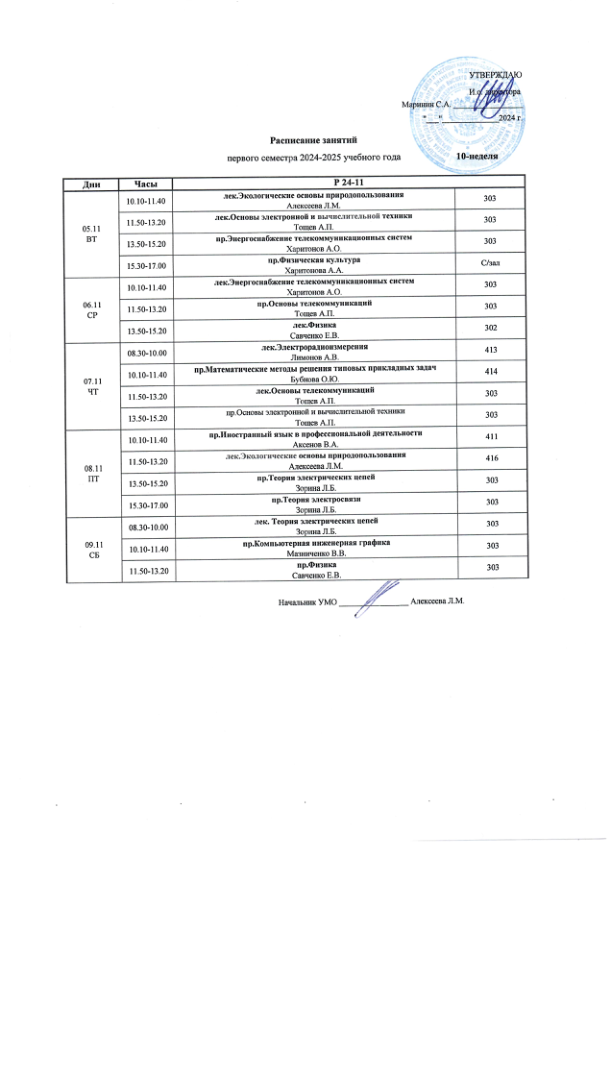 УТВЕРЖДАЮ
И.о. директора
Маринин С.А. ________________
"___"______________2024 г.
Расписание занятий
первого семестра 2024-2025 учебного года 10-неделя
Дни Часы Р 24-11
05.11
ВТ
10.10-11.40 лек.Экологические основы природопользования 303
Алексеева Л.М.
11.50-13.20 лек.Основы электронной и вычислительной техники 303
Тощев А.П.
13.50-15.20 пр.Энергоснабжение телекоммуникационных систем 303
Харитонов А.О.
15.30-17.00 пр.Физическая культура С/зал
Харитонова А.А.
06.11
СР
10.10-11.40 лек.Энергоснабжение телекоммуникационных систем 303
Харитонов А.О.
11.50-13.20 пр.Основы телекоммуникаций 303
Тощев А.П.
13.50-15.20 лек.Физика 302
Савченко Е.В.
07.11
ЧТ
08.30-10.00 лек.Электрорадиоизмерения 413
Лимонов А.В.
10.10-11.40 пр.Математические методы решения типовых прикладных задач 414
Бубнова О.Ю.
11.50-13.20 лек.Основы телекоммуникаций 303
Тощев А.П.
13.50-15.20 пр.Основы электронной и вычислительной техники 303
Тощев А.П.
08.11
ПТ
10.10-11.40 пр.Иностранный язык в профессиональной деятельности 411
Аксенов В.А.
11.50-13.20 лек.Экологические основы природопользования 416
Алексеева Л.М.
13.50-15.20 пр.Теория электрических цепей 303
Зорина Л.Б.
15.30-17.00 пр.Теория электросвязи 303
Зорина Л.Б.
09.11
СБ
08.30-10.00 лек. Теория электрических цепей 303
Зорина Л.Б.
10.10-11.40 пр.Компьютерная инженерная графика 303
Мазниченко В.В.
11.50-13.20 пр.Физика 303
Савченко Е.В.
Начальник УМО ________________ Алексеева Л.М.